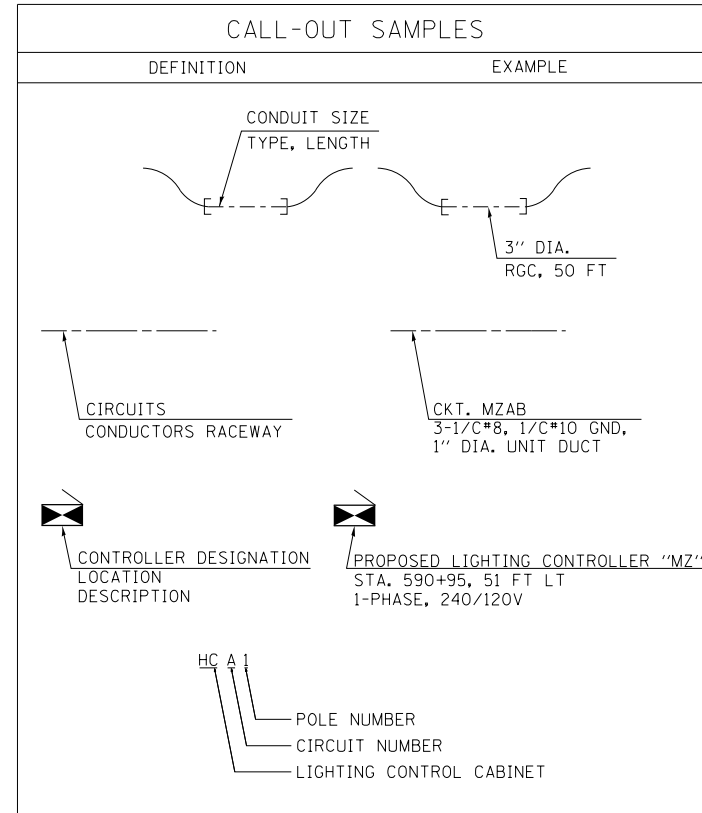 CALL-OUT SAMPLES
DEFINITION
EXAMPLE
CONDUIT SIZE
TYPE, LENGTH
3" DIA.
RGC, 50 FT
CIRCUITS
CONDUCTORS RACEWAY
CKT. MZAB
3-1/C#8, 1/C#10 GND,
1" DIA. UNIT DUCT
CONTROLLER DESIGNATION
LOCATION
DESCRIPTION
PROPOSED LIGHTING CONTROLLER "MZ"
STA. 590+95, 51 FT LT
1-PHASE, 240/120V
HC A 1
POLE NUMBER
CIRCUIT NUMBER
LIGHTING CONTROL CABINET